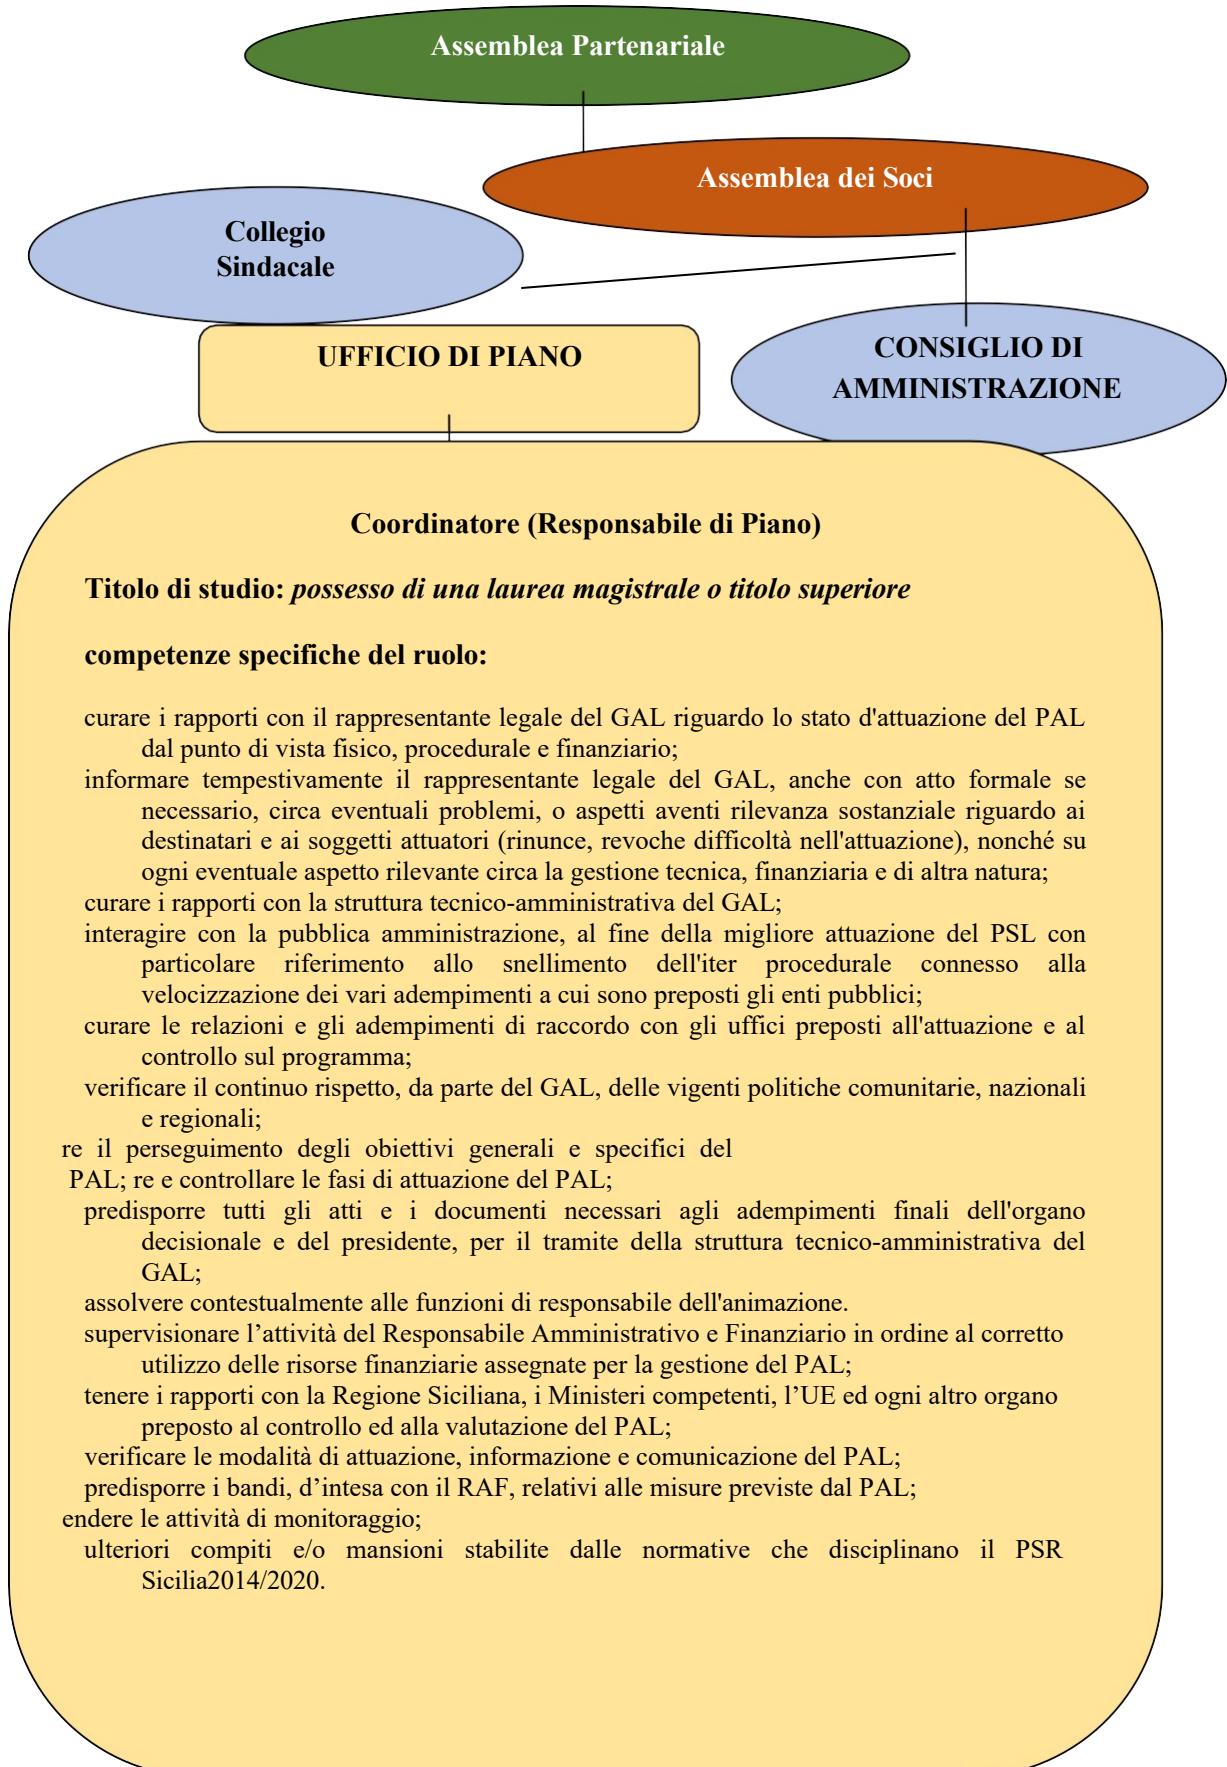 Assemblea Partenariale
Assemblea dei Soci
Collegio
Sindacale
UFFICIO DI PIANO
CONSIGLIO DI
AMMINISTRAZIONE
Coordinatore (Responsabile di Piano)
Titolo di studio: possesso di una laurea magistrale o titolo superiore
competenze specifiche del ruolo:
curare i rapporti con il rappresentante legale del GAL riguardo lo stato d'attuazione del PAL
dal punto di vista fisico, procedurale e finanziario;
informare tempestivamente il rappresentante legale del GAL, anche con atto formale se
necessario, circa eventuali problemi, o aspetti aventi rilevanza sostanziale riguardo ai
destinatari e ai soggetti attuatori (rinunce, revoche difficoltà nell'attuazione), nonché su
ogni eventuale aspetto rilevante circa la gestione tecnica, finanziaria e di altra natura;
curare i rapporti con la struttura tecnico-amministrativa del GAL;
interagire con la pubblica amministrazione, al fine della migliore attuazione del PSL con
particolare riferimento allo snellimento dell'iter procedurale connesso alla
velocizzazione dei vari adempimenti a cui sono preposti gli enti pubblici;
curare le relazioni e gli adempimenti di raccordo con gli uffici preposti all'attuazione e al
controllo sul programma;
verificare il continuo rispetto, da parte del GAL, delle vigenti politiche comunitarie, nazionali
e regionali;
re il perseguimento degli obiettivi generali e specifici del
PAL; re e controllare le fasi di attuazione del PAL;
predisporre tutti gli atti e i documenti necessari agli adempimenti finali dell'organo
decisionale e del presidente, per il tramite della struttura tecnico-amministrativa del
GAL;
assolvere contestualmente alle funzioni di responsabile dell'animazione.
supervisionare l’attività del Responsabile Amministrativo e Finanziario in ordine al corretto
utilizzo delle risorse finanziarie assegnate per la gestione del PAL;
tenere i rapporti con la Regione Siciliana, i Ministeri competenti, l’UE ed ogni altro organo
preposto al controllo ed alla valutazione del PAL;
verificare le modalità di attuazione, informazione e comunicazione del PAL;
predisporre i bandi, d’intesa con il RAF, relativi alle misure previste dal PAL;
endere le attività di monitoraggio;
ulteriori compiti e/o mansioni stabilite dalle normative che disciplinano il PSR
Sicilia2014/2020.